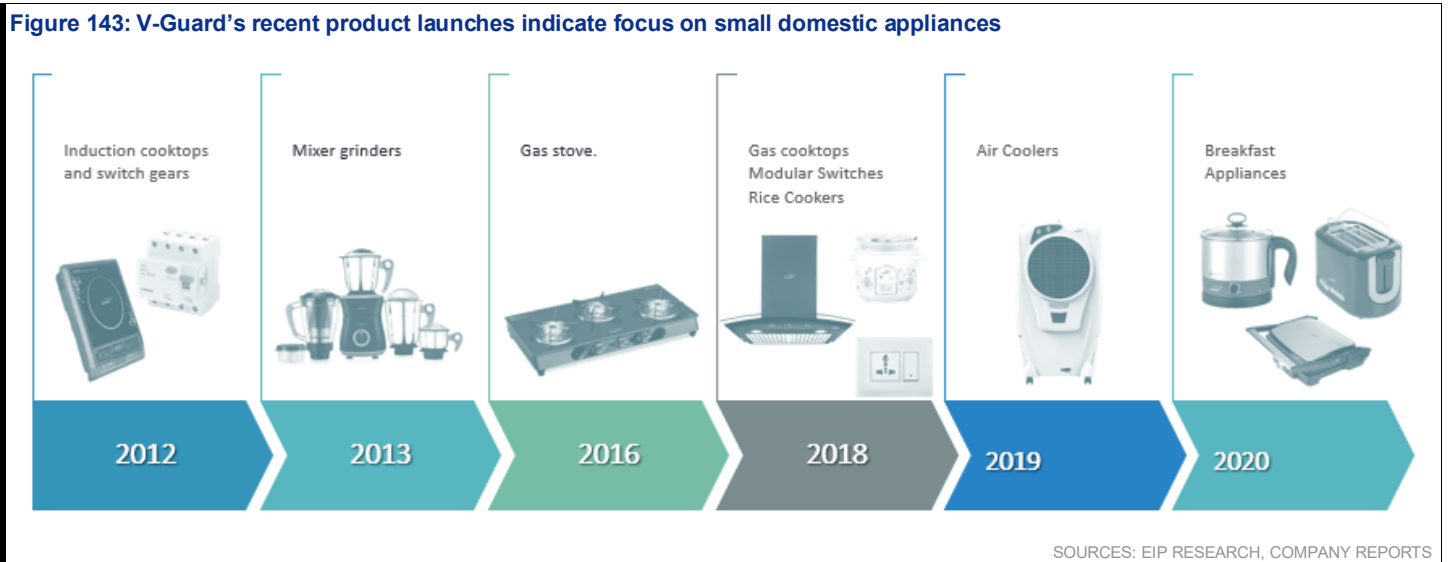 Figure 143: V-Guard's recent product launches indicate focus on small domestic appliances
Induction cooktops
and switch gears
Mixer grinders
Gas stove.
Gas cooktops
Modular Switches
Rice Cookers
Air Coolers
Breakfast
Appliances
2012
2013
2016
2018
2019
2020
SOURCES: EIP RESEARCH, COMPANY REPORTS